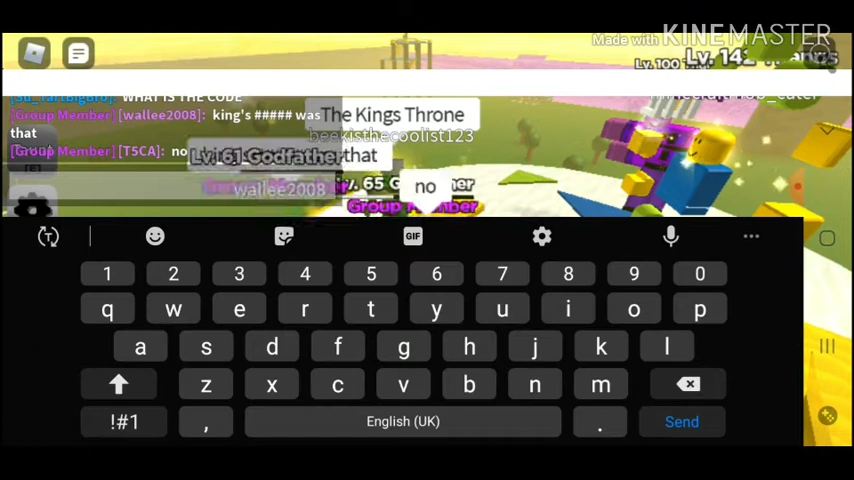 Made with KINEMASTER
Lv. 100
Lv. 142
WHAT IS THE CODE
[Group Member] [wallee2008]: king's ##### was
that
[Group Member] [T5CA]: no
The Kings Throne
beekisthecoolist123
Lv. 61 Godfather
that
wallee2008
Lv. 65
no
Group Member
GIF
1 2 3 4 5 6 7 8 9 0
q w e r t y u i o p
a s d f g h j k l
z x c v b n m
!#1 , English (UK) . Send